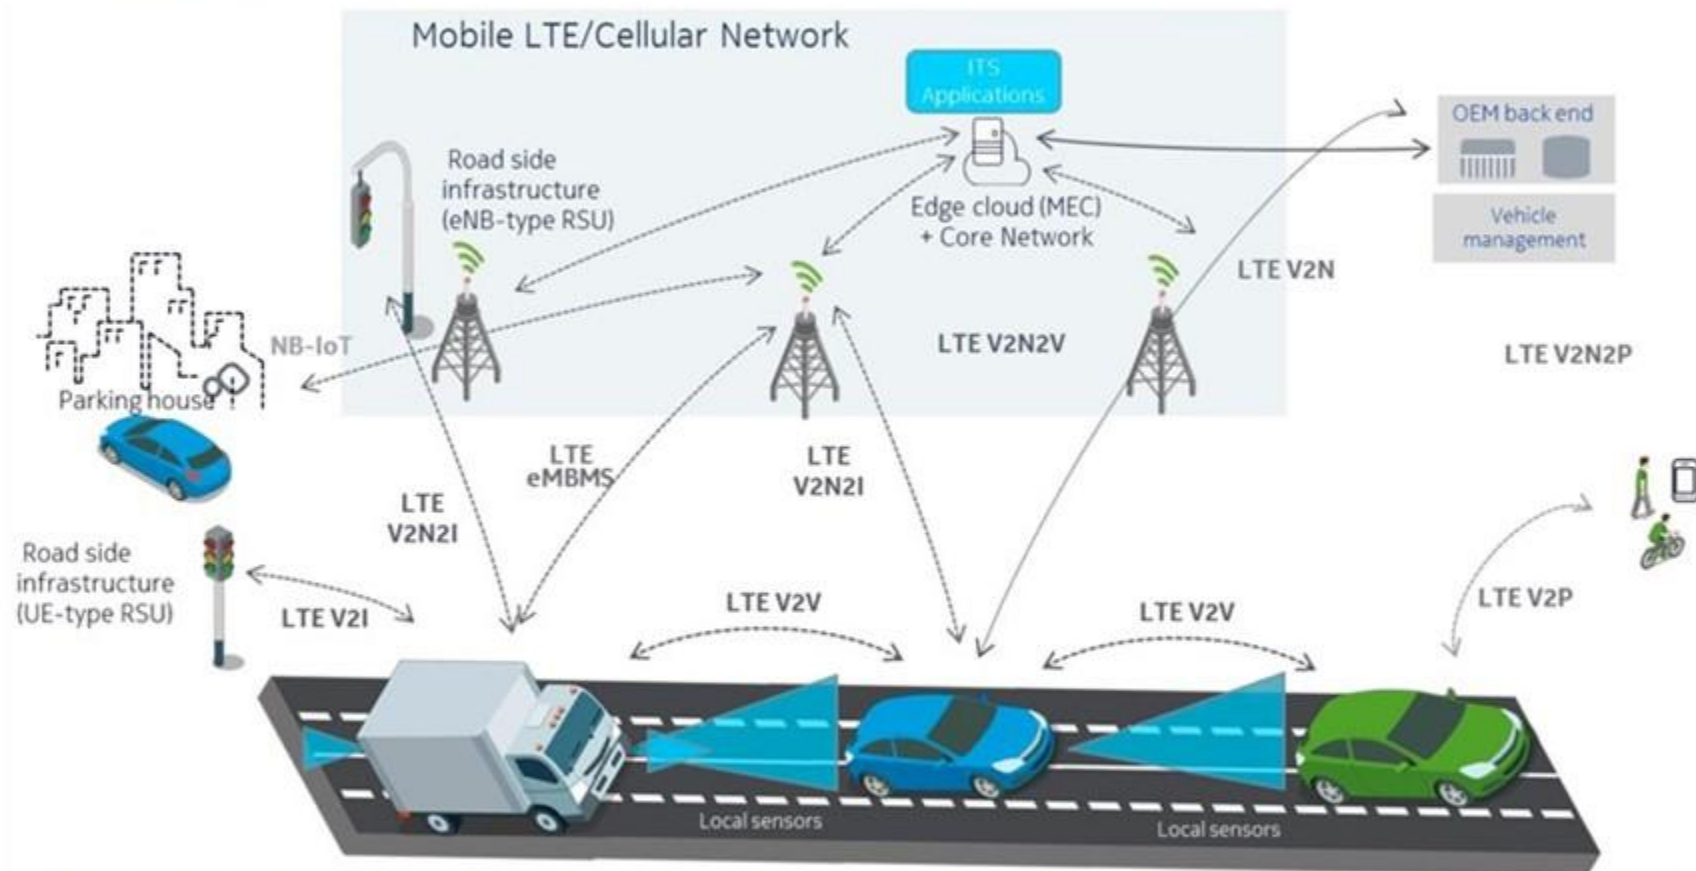 Mobile LTE/Cellular Network
ITS
Applications
OEM back end
Road side
infrastructure
(eNB-type RSU)
Edge cloud (MEC)
+ Core Network
Vehicle
management
LTE V2N
NB-IoT
LTE V2N2V
LTE V2N2P
Parking house
LTE
eMBMS
LTE
V2N2I
LTE
V2N2I
Road side
infrastructure
(UE-type RSU)
LTE V2I
LTE V2V
LTE V2V
LTE V2P
Local sensors
Local sensors